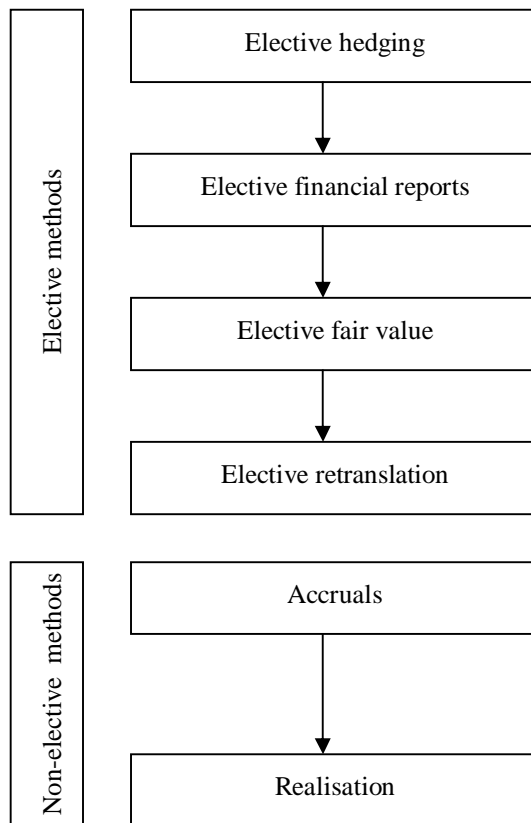 Elective methods
Elective hedging
Elective financial reports
Elective fair value
Elective retranslation
Non-elective methods
Accruals
Realisation